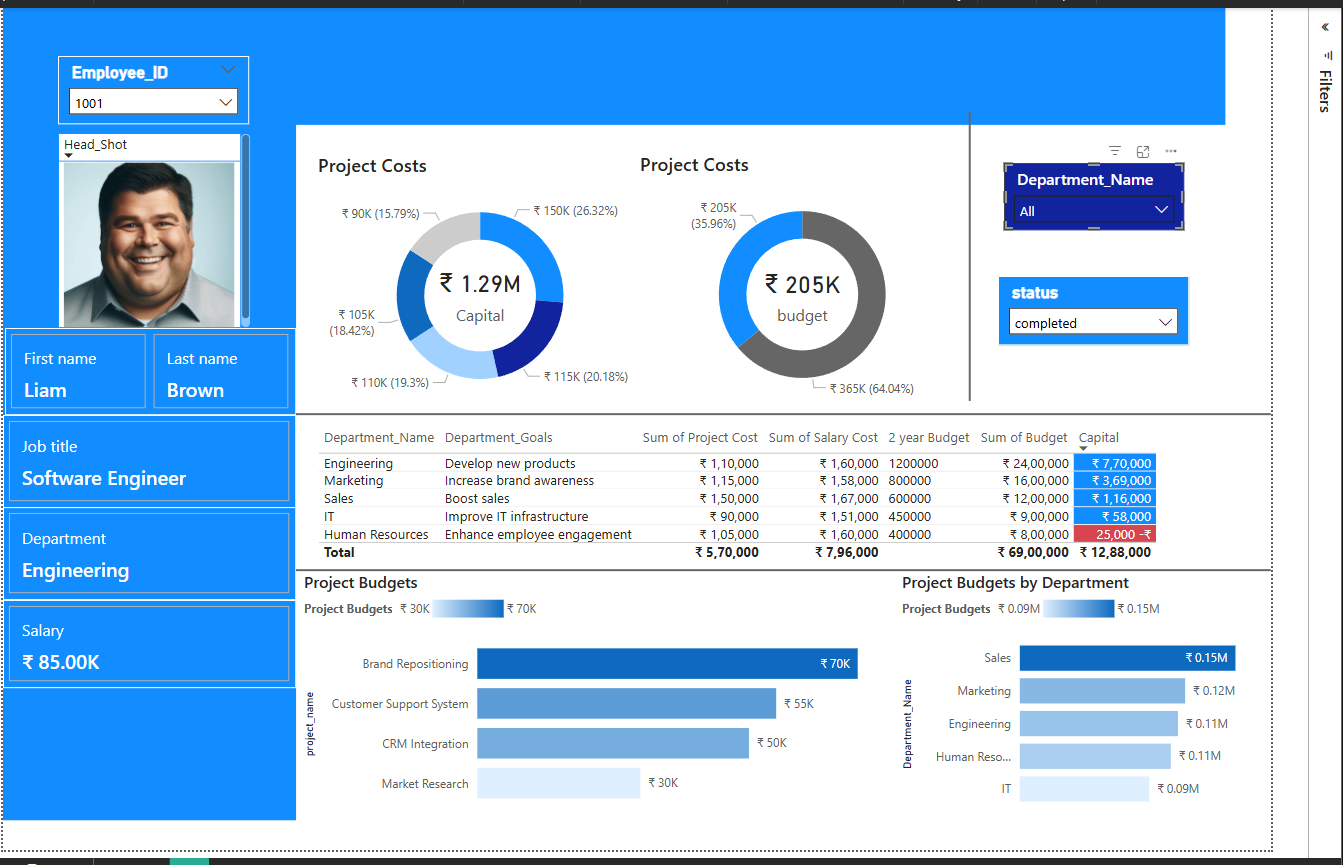 Employee_ID
1001
Head_Shot
First name
Liam
Last name
Brown
Job title
Software Engineer
Department
Engineering
Salary
₹ 85.00K
Project Costs
₹ 90K (15.79%)
₹ 150K (26.32%)
₹ 1.29M
Capital
₹ 105K
(18.42%)
₹ 110K (19.3%)
₹ 115K (20.18%)
Project Costs
₹ 205K
(35.96%)
₹ 205K
budget
₹ 365K (64.04%)
Department_Name
All
status
completed
Filters
Department_Name Department_Goals Sum of Project Cost Sum of Salary Cost 2 year Budget Sum of Budget Capital
Engineering Develop new products ₹ 1,10,000 ₹ 1,60,000 1200000 ₹ 24,00,000 ₹ 7,70,000
Marketing Increase brand awareness ₹ 1,15,000 ₹ 1,58,000 800000 ₹ 16,00,000 ₹ 3,69,000
Sales Boost sales ₹ 1,50,000 ₹ 1,67,000 600000 ₹ 12,00,000 ₹ 1,16,000
IT Improve IT infrastructure ₹ 90,000 ₹ 1,51,000 450000 ₹ 9,00,000 ₹ 58,000
Human Resources Enhance employee engagement ₹ 1,05,000 ₹ 1,60,000 400000 ₹ 8,00,000 25,000 -₹
Total ₹ 5,70,000 ₹ 7,96,000 ₹ 69,00,000 ₹ 12,88,000
Project Budgets
Project Budgets ₹ 30K ₹ 70K
project_name
Brand Repositioning ₹ 70K
Customer Support System ₹ 55K
CRM Integration ₹ 50K
Market Research ₹ 30K
Project Budgets by Department
Project Budgets ₹ 0.09M ₹ 0.15M
Department_Name
Sales ₹ 0.15M
Marketing ₹ 0.12M
Engineering ₹ 0.11M
Human Reso... ₹ 0.11M
IT ₹ 0.09M